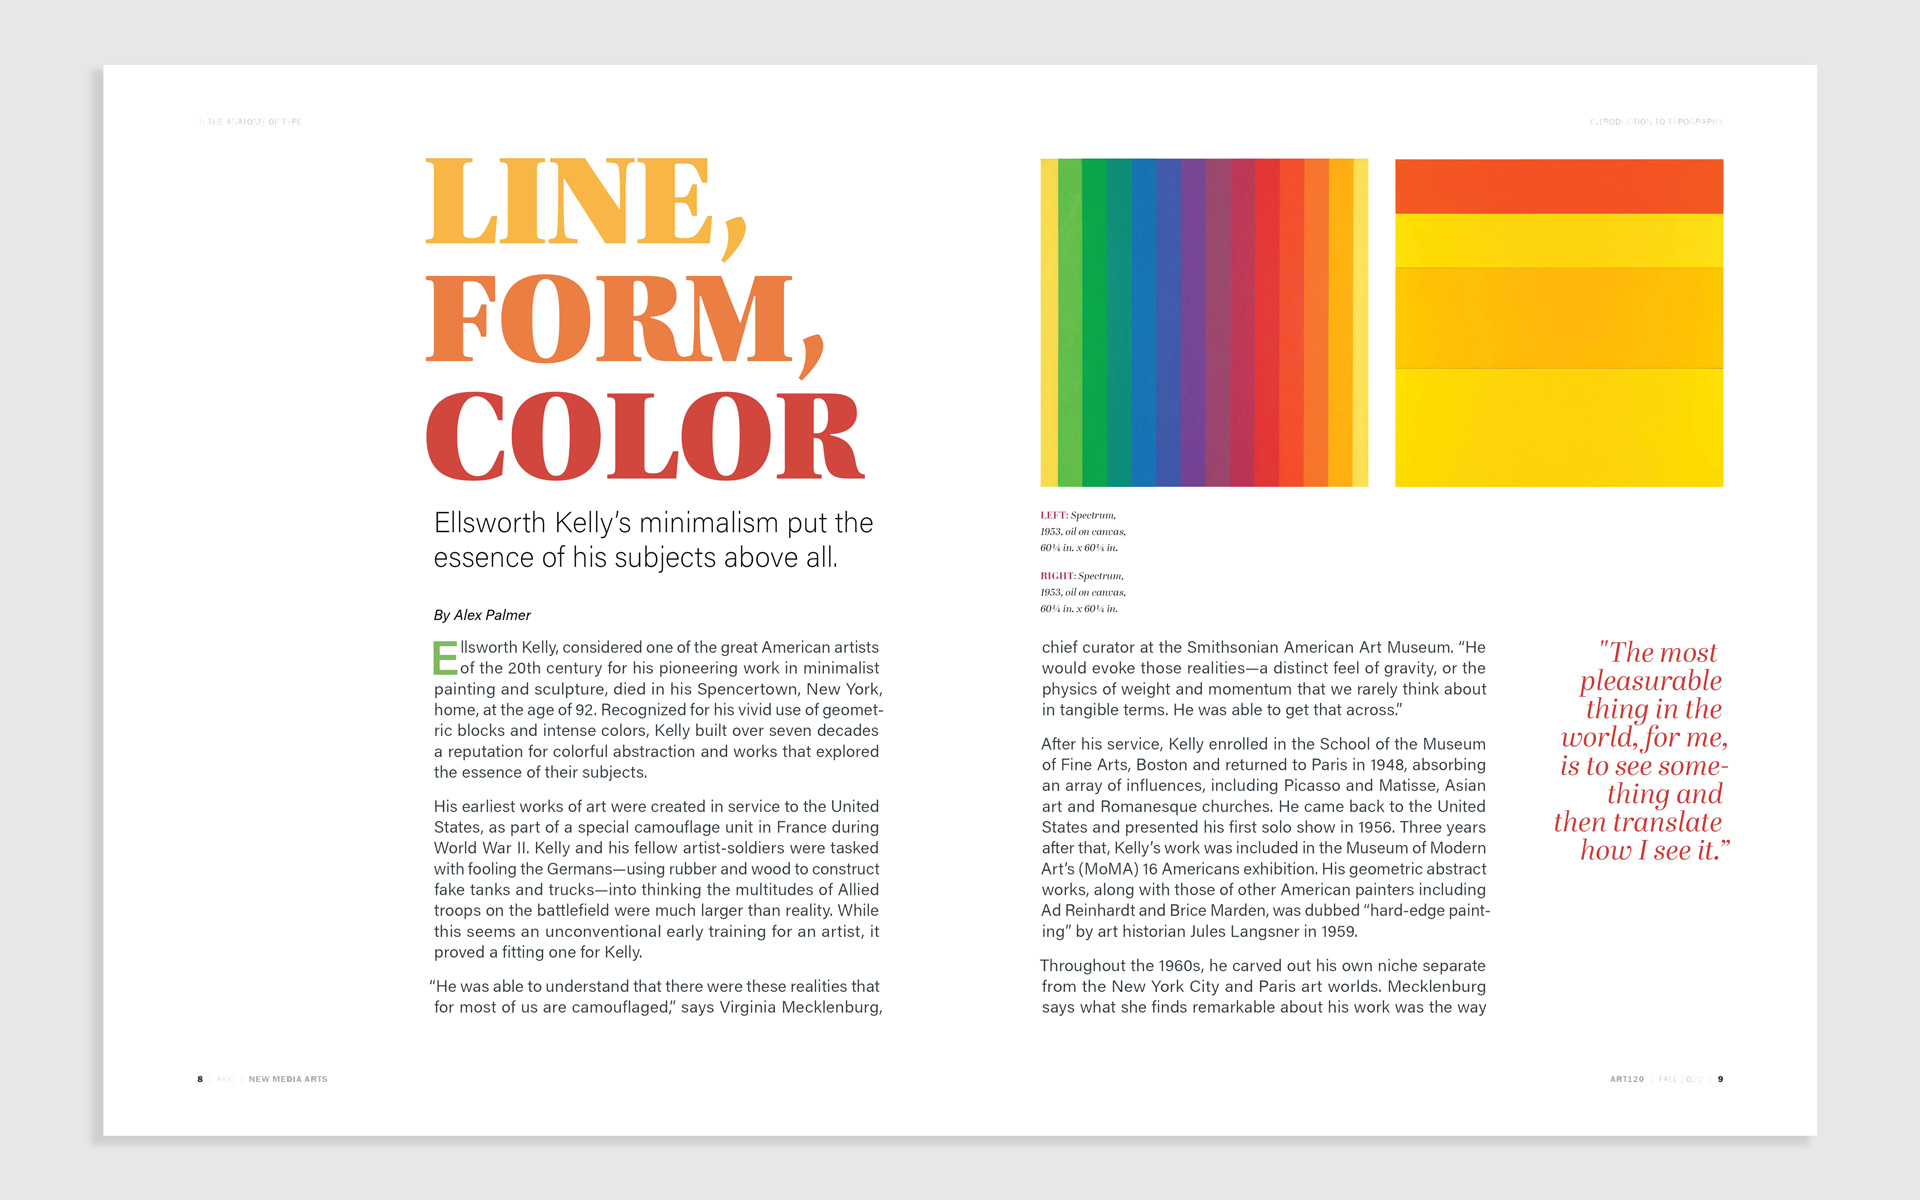 1: THE ANATOMY OF TYPE
INTRODUCTION TO TYPOGRAPHY
LINE,
FORM,
COLOR
Ellsworth Kelly’s minimalism put the
essence of his subjects above all.
By Alex Palmer
Ellsworth Kelly, considered one of the great American artists
of the 20th century for his pioneering work in minimalist
painting and sculpture, died in his Spencertown, New York,
home, at the age of 92. Recognized for his vivid use of geomet-
ric blocks and intense colors, Kelly built over seven decades
a reputation for colorful abstraction and works that explored
the essence of their subjects.
His earliest works of art were created in service to the United
States, as part of a special camouflage unit in France during
World War II. Kelly and his fellow artist-soldiers were tasked
with fooling the Germans—using rubber and wood to construct
fake tanks and trucks—into thinking the multitudes of Allied
troops on the battlefield were much larger than reality. While
this seems an unconventional early training for an artist, it
proved a fitting one for Kelly.
“He was able to understand that there were these realities that
for most of us are camouflaged,” says Virginia Mecklenburg,
LEFT: Spectrum,
1953, oil on canvas,
60¼ in. x 60¼ in.
RIGHT: Spectrum,
1953, oil on canvas,
60¼ in. x 60¼ in.
chief curator at the Smithsonian American Art Museum. “He
would evoke those realities—a distinct feel of gravity, or the
physics of weight and momentum that we rarely think about
in tangible terms. He was able to get that across.”
After his service, Kelly enrolled in the School of the Museum
of Fine Arts, Boston and returned to Paris in 1948, absorbing
an array of influences, including Picasso and Matisse, Asian
art and Romanesque churches. He came back to the United
States and presented his first solo show in 1956. Three years
after that, Kelly’s work was included in the Museum of Modern
Art’s (MoMA) 16 Americans exhibition. His geometric abstract
works, along with those of other American painters including
Ad Reinhardt and Brice Marden, was dubbed “hard-edge paint-
ing” by art historian Jules Langsner in 1959.
Throughout the 1960s, he carved out his own niche separate
from the New York City and Paris art worlds. Mecklenburg
says what she finds remarkable about his work was the way
"The most
pleasurable
thing in the
world, for me,
is to see some-
thing and
then translate
how I see it.”
8 | | NEW MEDIA ARTS
ART120 | FALL | 9